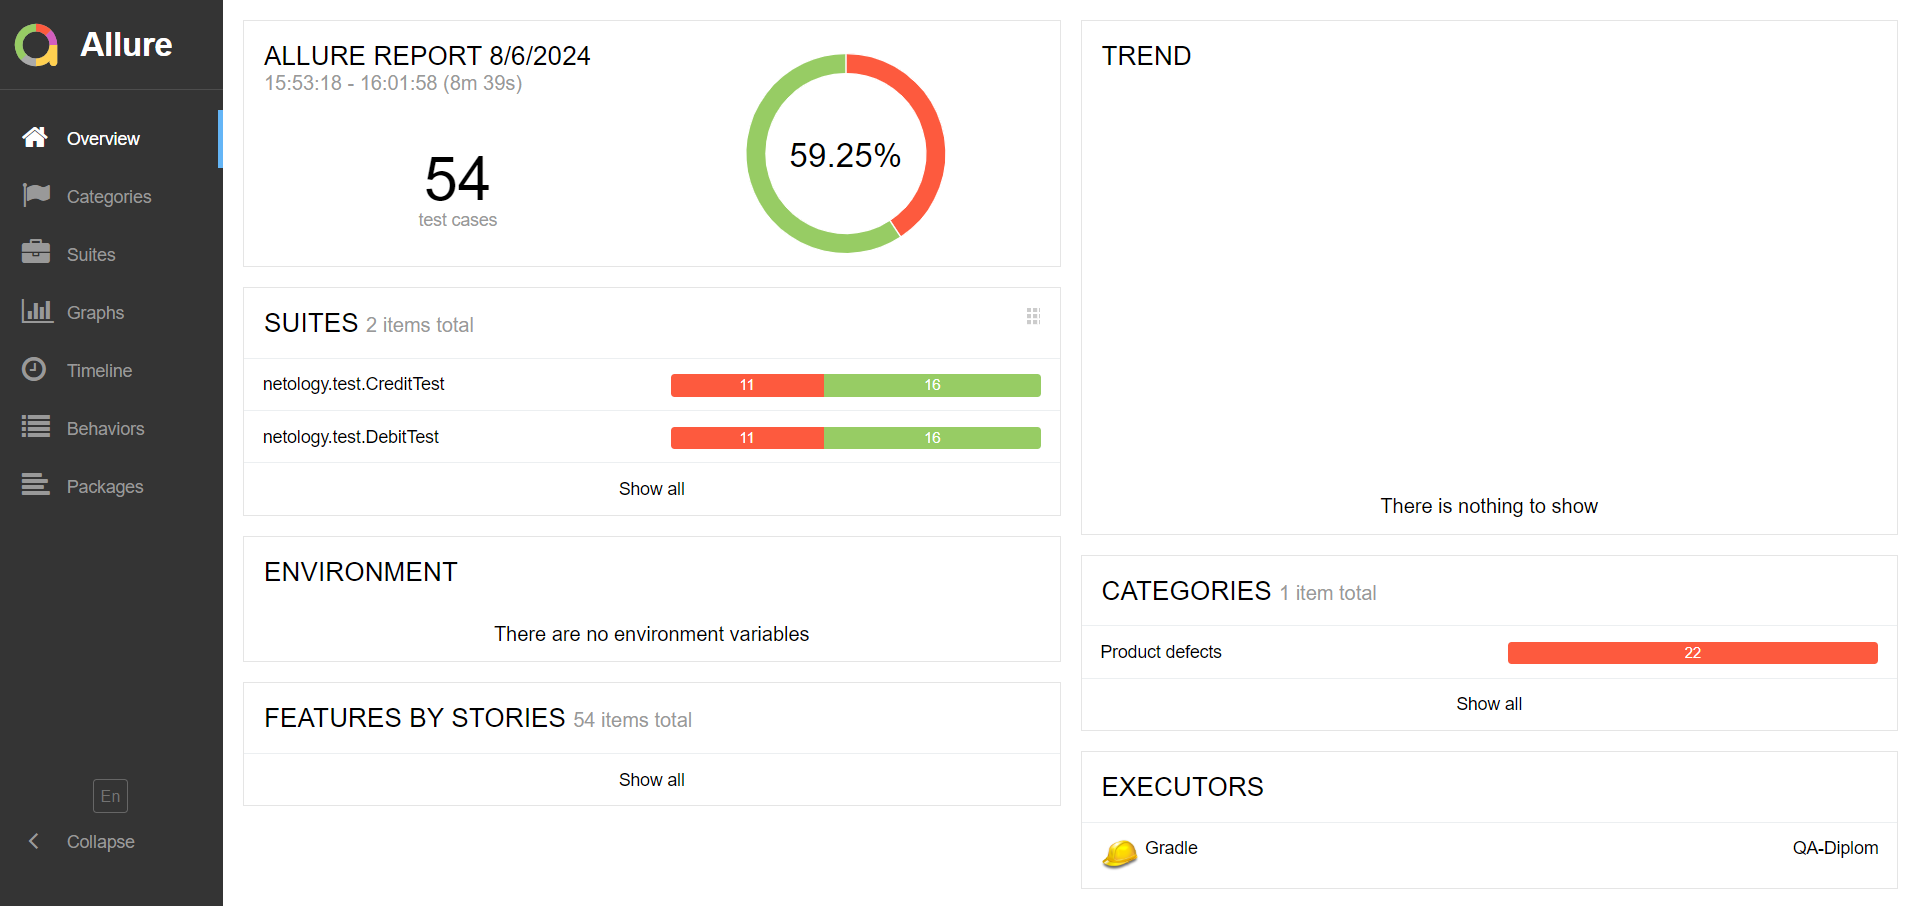 Allure
Overview
Categories
Suites
Graphs
Timeline
Behaviors
Packages
En
Collapse
ALLURE REPORT 8/6/2024
15:53:18 - 16:01:58 (8m 39s)
54
test cases
59.25%
SUITES 2 items total
netology.test.CreditTest 11 16
netology.test.DebitTest 11 16
Show all
ENVIRONMENT
There are no environment variables
FEATURES BY STORIES 54 items total
Show all
TREND
There is nothing to show
CATEGORIES 1 item total
Product defects 22
Show all
EXECUTORS
Gradle QA-Diplom